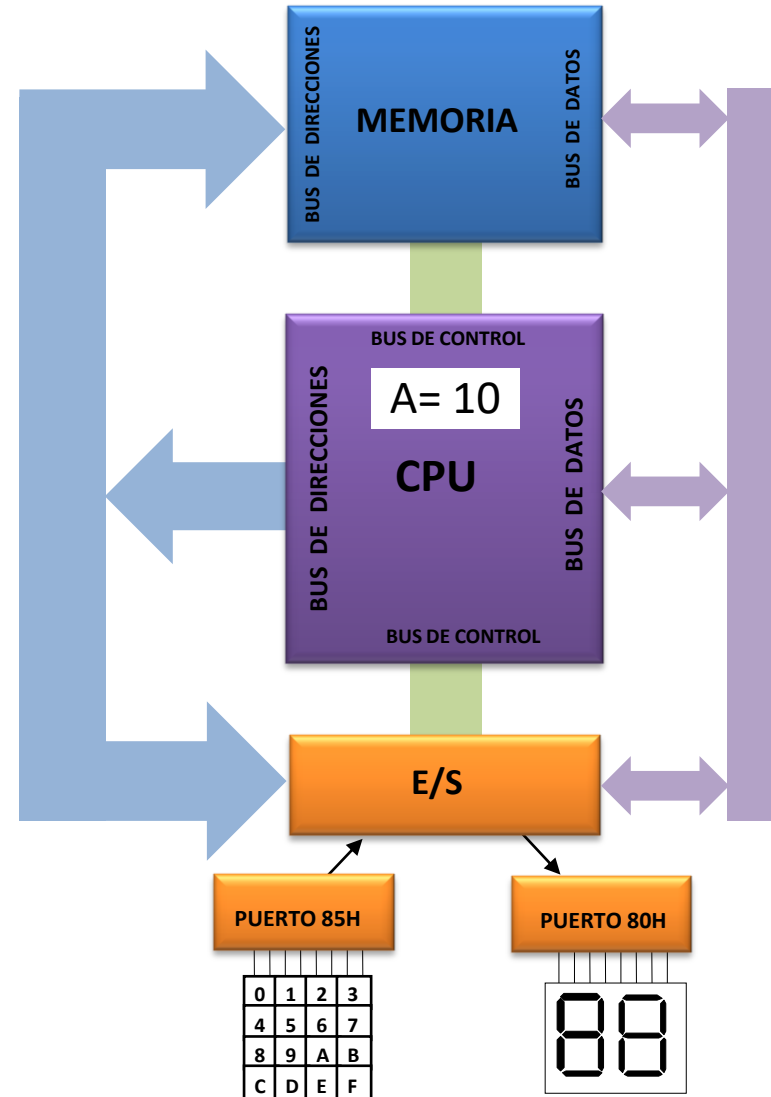 BUS DE DIRECCIONES
MEMORIA
BUS DE DATOS
BUS DE CONTROL
A= 10
BUS DE DIRECCIONES
CPU
BUS DE DATOS
BUS DE CONTROL
E/S
PUERTO 85H
PUERTO 80H
0 1 2 3
4 5 6 7
8 9 A B
C D E F
88